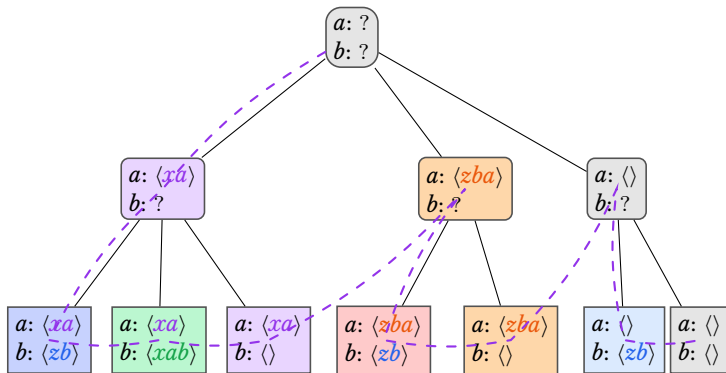 a: ?
b: ?
a: ⟨xa⟩
b: ?
a: ⟨zba⟩
b: ?
a: ⟨⟩
b: ?
a: ⟨xa⟩
b: ⟨zb⟩
a: ⟨xa⟩
b: ⟨xab⟩
a: ⟨xa⟩
b: ⟨⟩
a: ⟨zba⟩
b: ⟨zb⟩
a: ⟨zba⟩
b: ⟨⟩
a: ⟨⟩
b: ⟨zb⟩
a: ⟨⟩
b: ⟨⟩